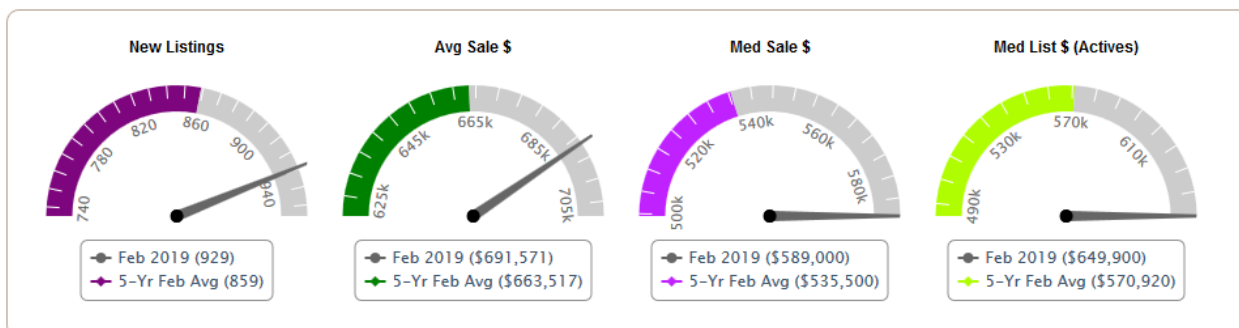 New Listings
740
780
820
860
900
940
Feb 2019 (929)
5-Yr Feb Avg (859)
Avg Sale $
625k
645k
665k
685k
705k
Feb 2019 ($691,571)
5-Yr Feb Avg ($663,517)
Med Sale $
500k
520k
540k
560k
580k
Feb 2019 ($589,000)
5-Yr Feb Avg ($535,500)
Med List $ (Actives)
490k
530k
570k
610k
Feb 2019 ($649,900)
5-Yr Feb Avg ($570,920)